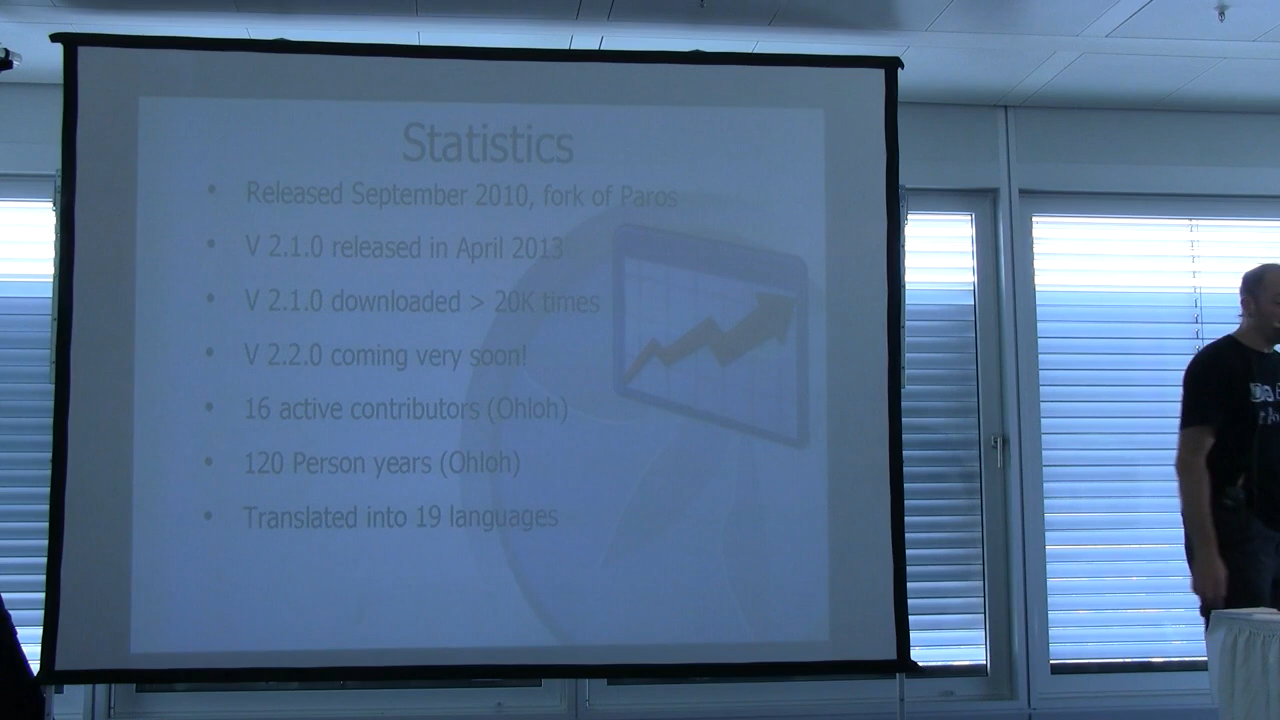 Statistics
• Released September 2010, fork of Paros
• V 2.1.0 released in April 2013
• V 2.1.0 downloaded > 20K times
• V 2.2.0 coming very soon!
• 16 active contributors (Ohloh)
• 120 Person years (Ohloh)
• Translated into 19 languages